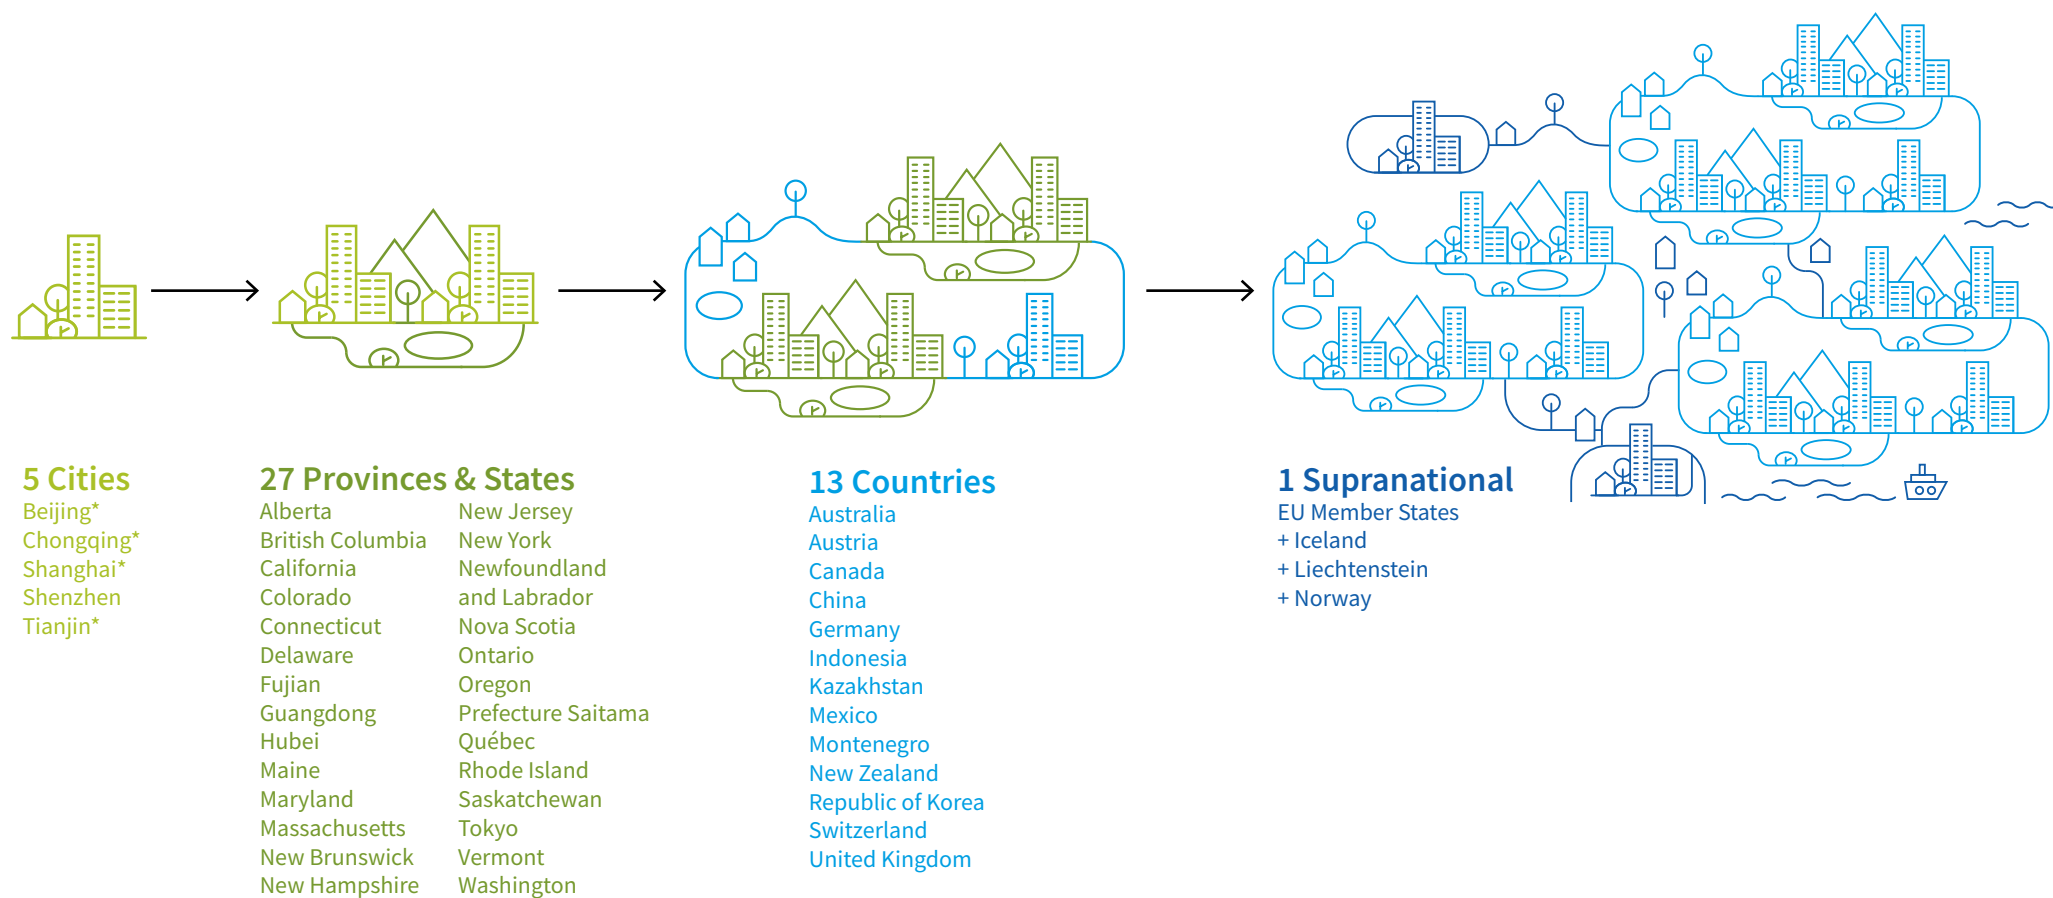 5 Cities
Beijing*
Chongqing*
Shanghai*
Shenzhen
Tianjin*
27 Provinces & States
Alberta
British Columbia
California
Colorado
Connecticut
Delaware
Fujian
Guangdong
Hubei
Maine
Maryland
Massachusetts
New Brunswick
New Hampshire
New Jersey
New York
Newfoundland
and Labrador
Nova Scotia
Ontario
Oregon
Prefecture Saitama
Québec
Rhode Island
Saskatchewan
Tokyo
Vermont
Washington
13 Countries
Australia
Austria
Canada
China
Germany
Indonesia
Kazakhstan
Mexico
Montenegro
New Zealand
Republic of Korea
Switzerland
United Kingdom
1 Supranational
EU Member States
+ Iceland
+ Liechtenstein
+ Norway